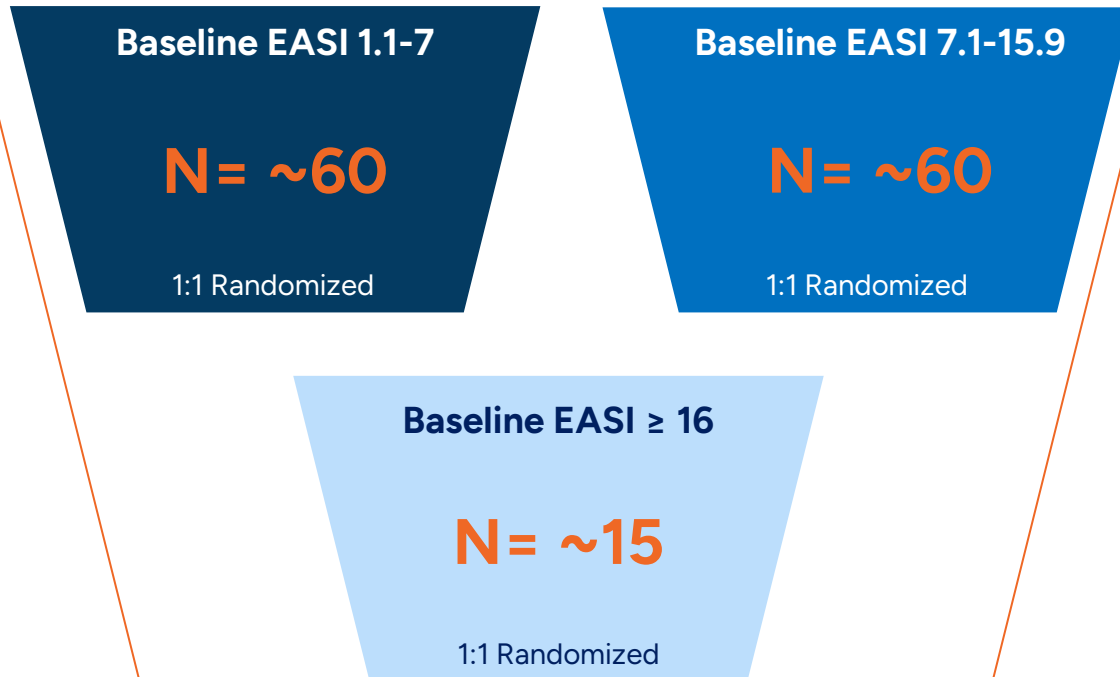 Baseline EASI 1.1-7
N= ~60
1:1 Randomized
Baseline EASI 7.1-15.9
N= ~60
1:1 Randomized
Baseline EASI ≥ 16
N= ~15
1:1 Randomized